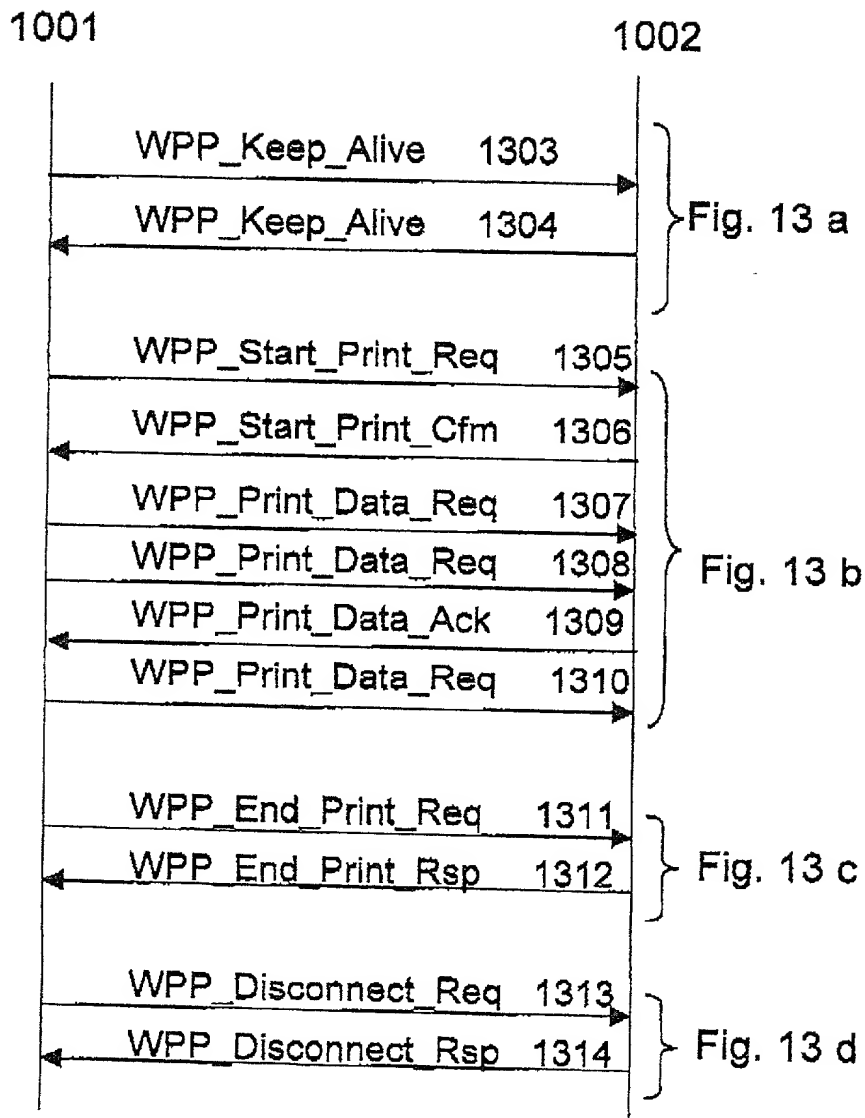 1001 1002
WPP_Keep_Alive 1303
WPP_Keep_Alive 1304
Fig. 13 a
WPP_Start_Print_Req 1305
WPP_Start_Print_Cfm 1306
WPP_Print_Data_Req 1307
WPP_Print_Data_Req 1308
Fig. 13 b
WPP_Print_Data_Ack 1309
WPP_Print_Data_Req 1310
WPP_End_Print_Req 1311
WPP_End_Print_Rsp 1312
Fig. 13 c
WPP_Disconnect_Req 1313
WPP_Disconnect_Rsp 1314
Fig. 13 d